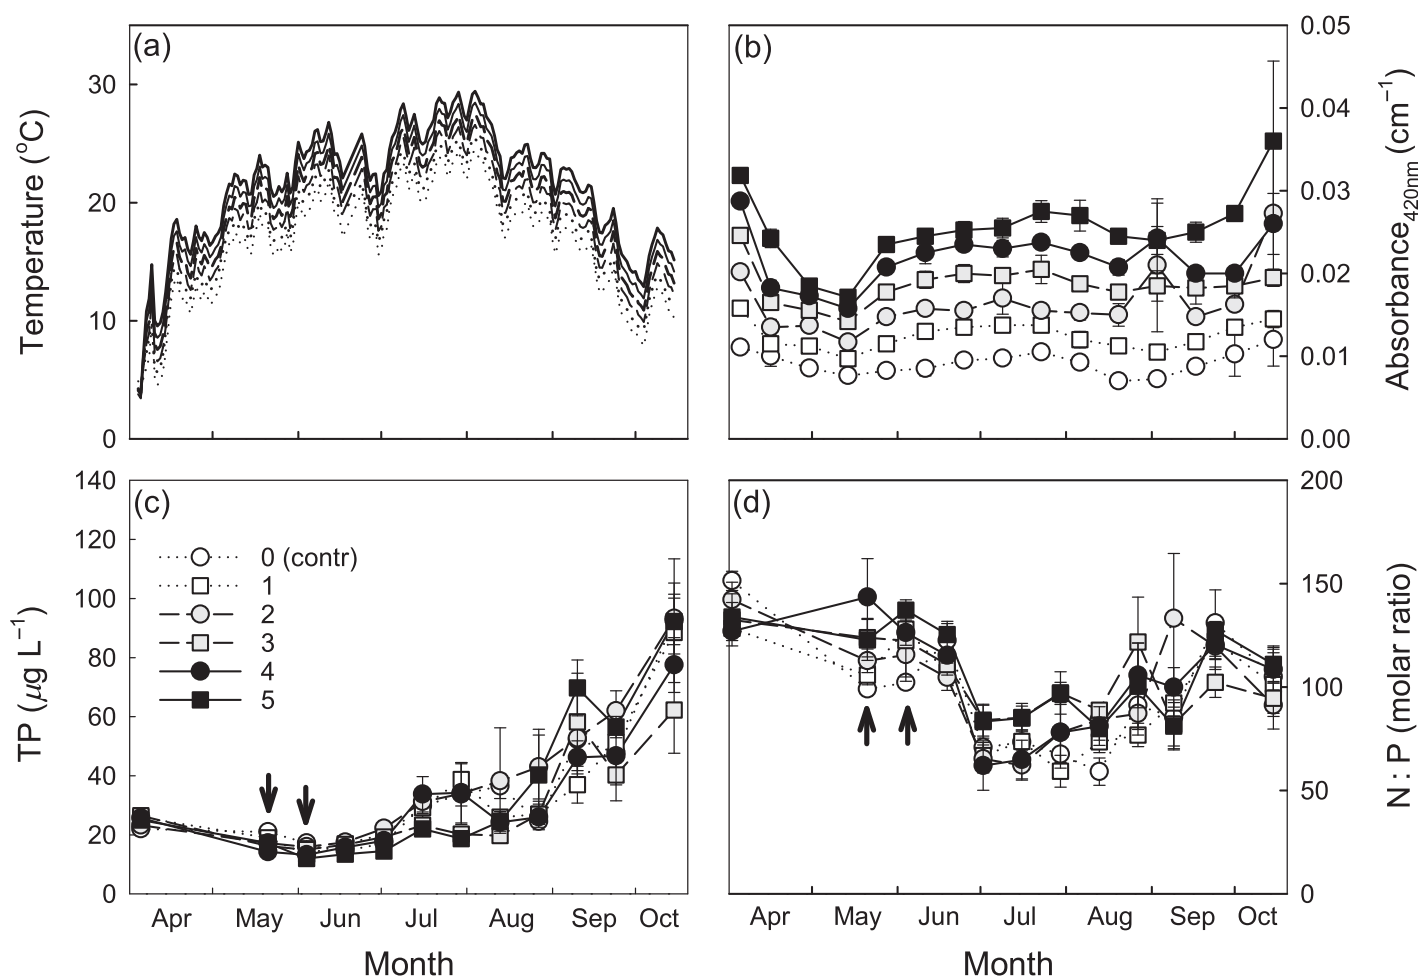 (a)
30
20
10
0
Temperature (°C)
(b)
0.05
0.04
0.03
0.02
0.01
0.00
Absorbance420nm (cm−1)
(c)
140
120
100
80
60
40
20
0
TP (μg L−1)
0 (contr)
1
2
3
4
5
Apr May Jun Jul Aug Sep Oct
Month
(d)
200
150
100
50
0
N : P (molar ratio)
Apr May Jun Jul Aug Sep Oct
Month